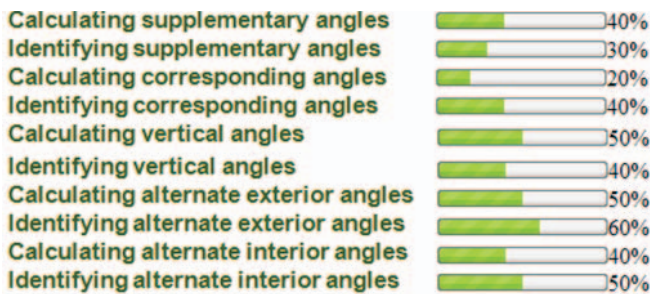 Calculating supplementary angles 40%
Identifying supplementary angles 30%
Calculating corresponding angles 20%
Identifying corresponding angles 40%
Calculating vertical angles 50%
Identifying vertical angles 40%
Calculating alternate exterior angles 50%
Identifying alternate exterior angles 60%
Calculating alternate interior angles 40%
Identifying alternate interior angles 50%